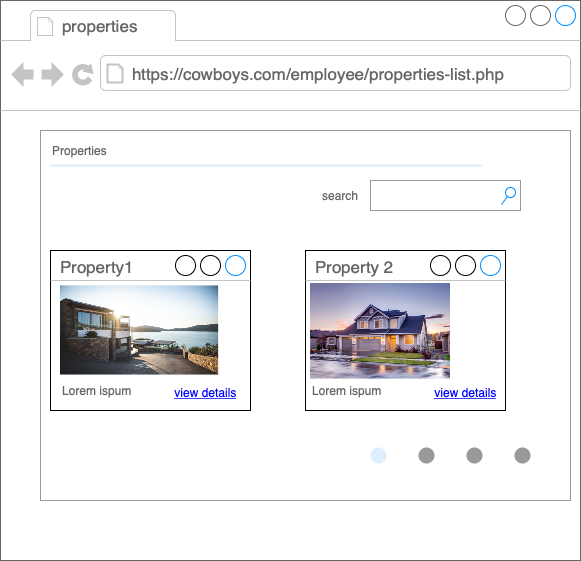 properties
https://cowboys.com/employee/properties-list.php
Properties
search
Property1
Property 2
Lorem ispum
view details
Lorem ispum
view details